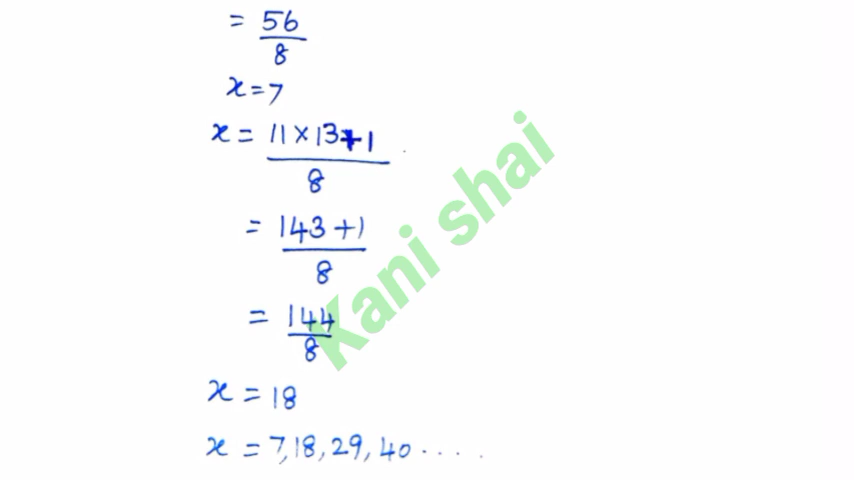 = 56/8
x = 7
x = 11 × 13 + 1 / 8
= 143 + 1 / 8
= 144/8
x = 18
x = 7, 18, 29, 40 .....
Kani shai